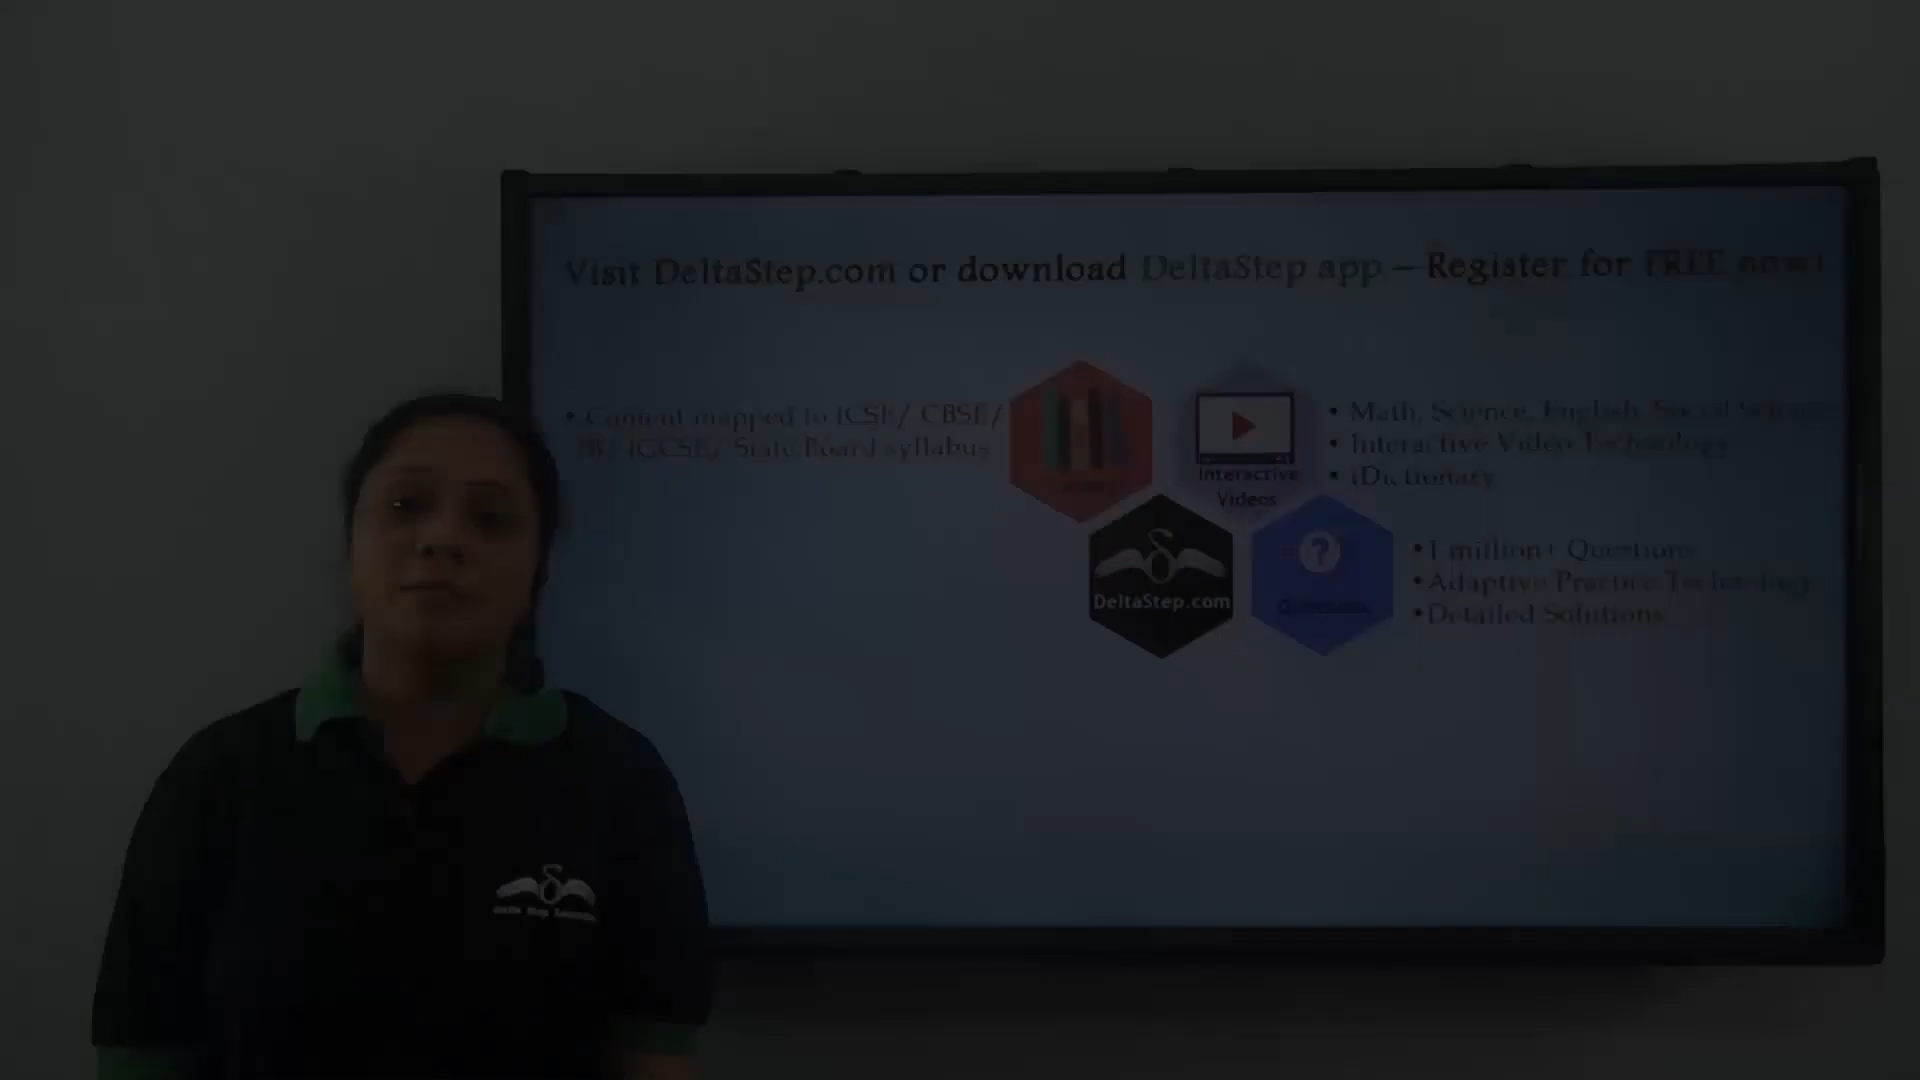 Visit DeltaStep.com or download DeltaStep app – Register for FREE now!
• Content mapped to ICSE/ CBSE/
IB/ IGCSE/ State Board syllabus
Interactive
Videos
• Math, Science, English, Social
• Interactive Video Technology
• iDictionary
DeltaStep.com
?
•1 million+ Questions
•Adaptive Practice Technology
•Detailed Solutions